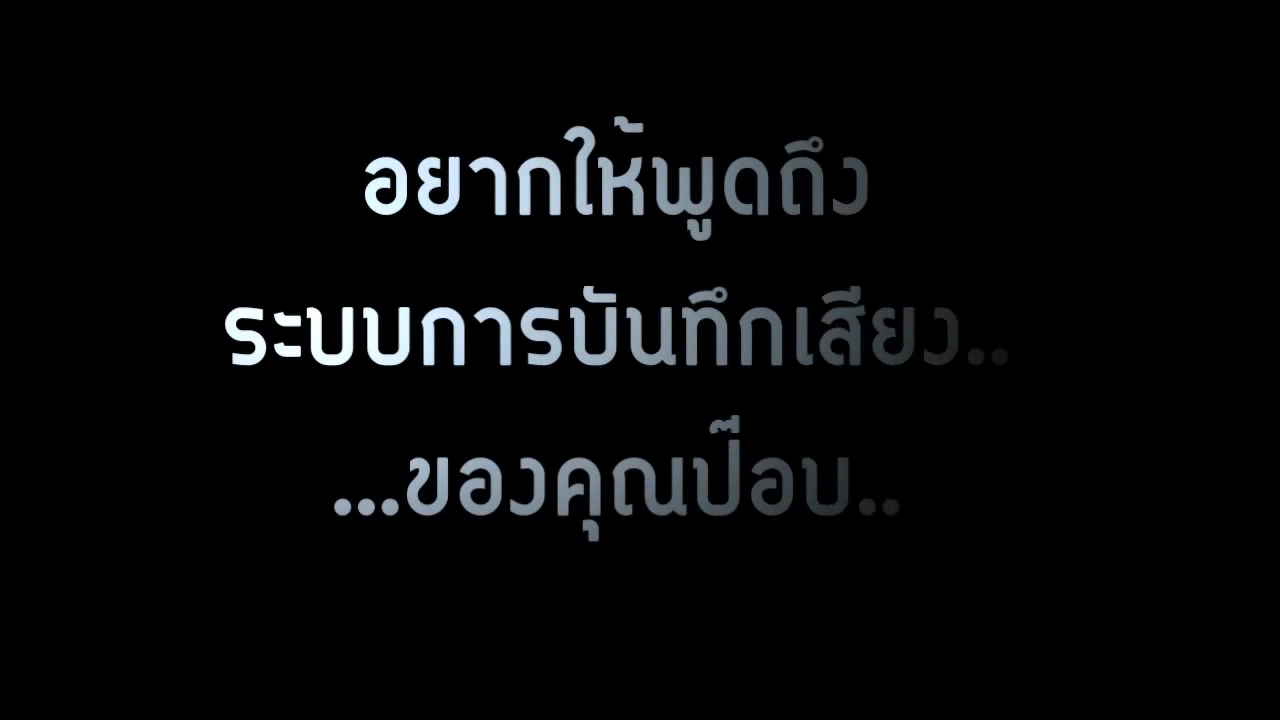 อยากให้พูดถึง
ระบบการบันทึกเสียง..
...ของคุณป๊อบ..